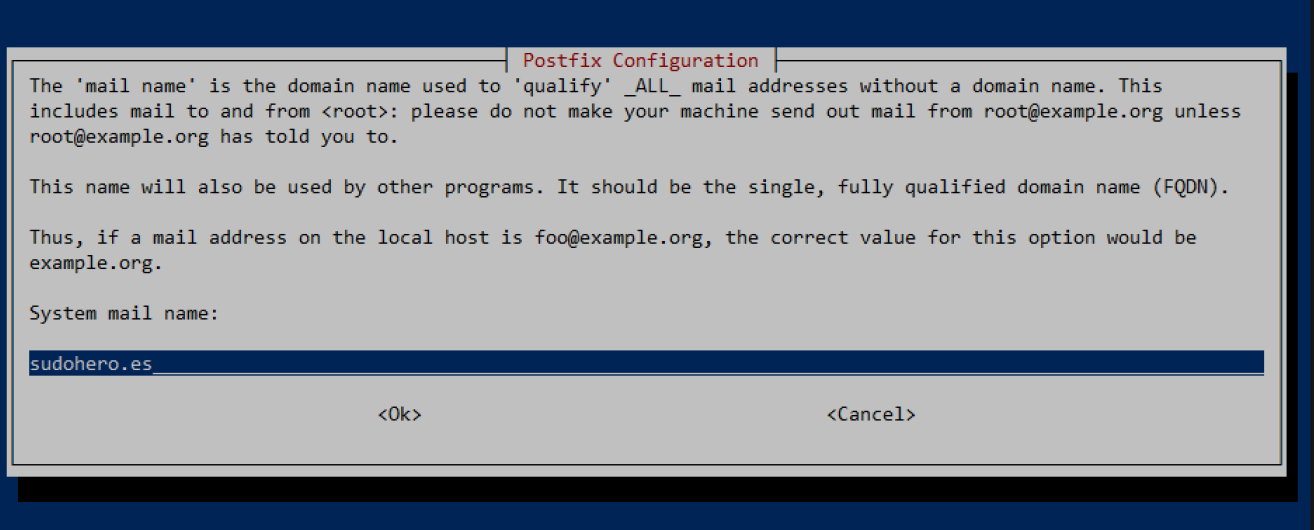 Postfix Configuration
The 'mail name' is the domain name used to 'qualify' _ALL_ mail addresses without a domain name. This
includes mail to and from <root>: please do not make your machine send out mail from root@example.org unless
root@example.org has told you to.
This name will also be used by other programs. It should be the single, fully qualified domain name (FQDN).
Thus, if a mail address on the local host is foo@example.org, the correct value for this option would be
example.org.
System mail name:
sudohero.es
<Ok> <Cancel>